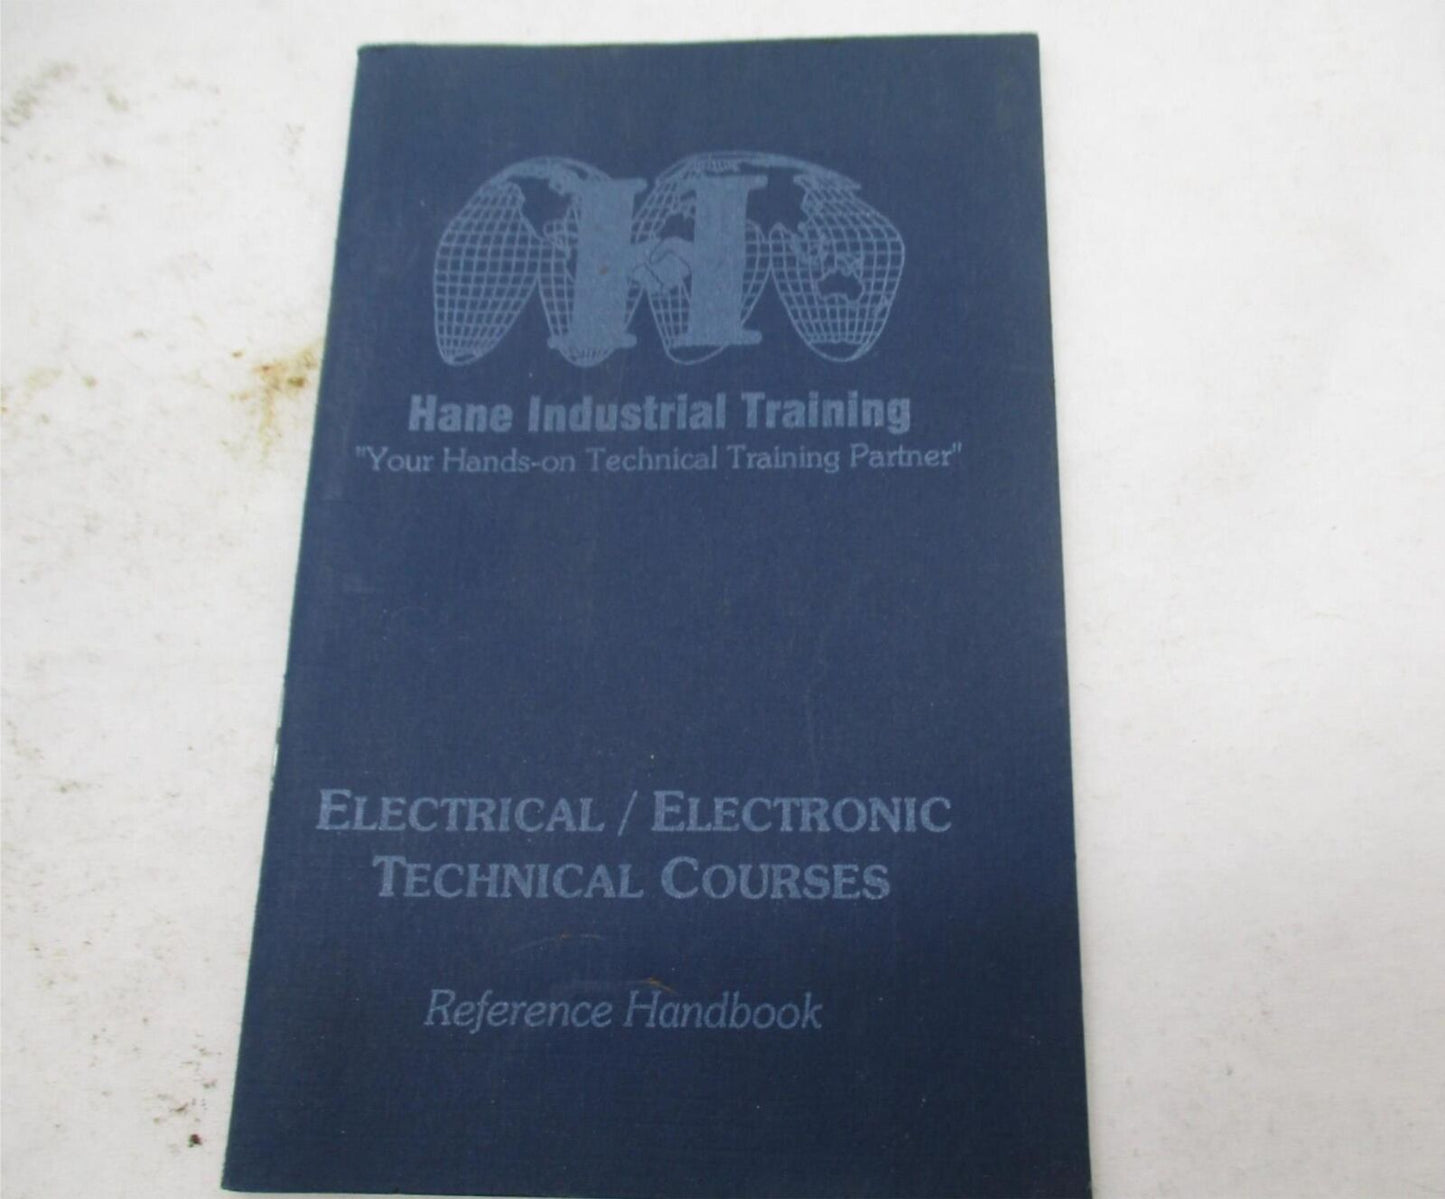 H
Hane Industrial Training
"Your Hands-on Technical Training Partner"
ELECTRICAL / ELECTRONIC
TECHNICAL COURSES
Reference Handbook